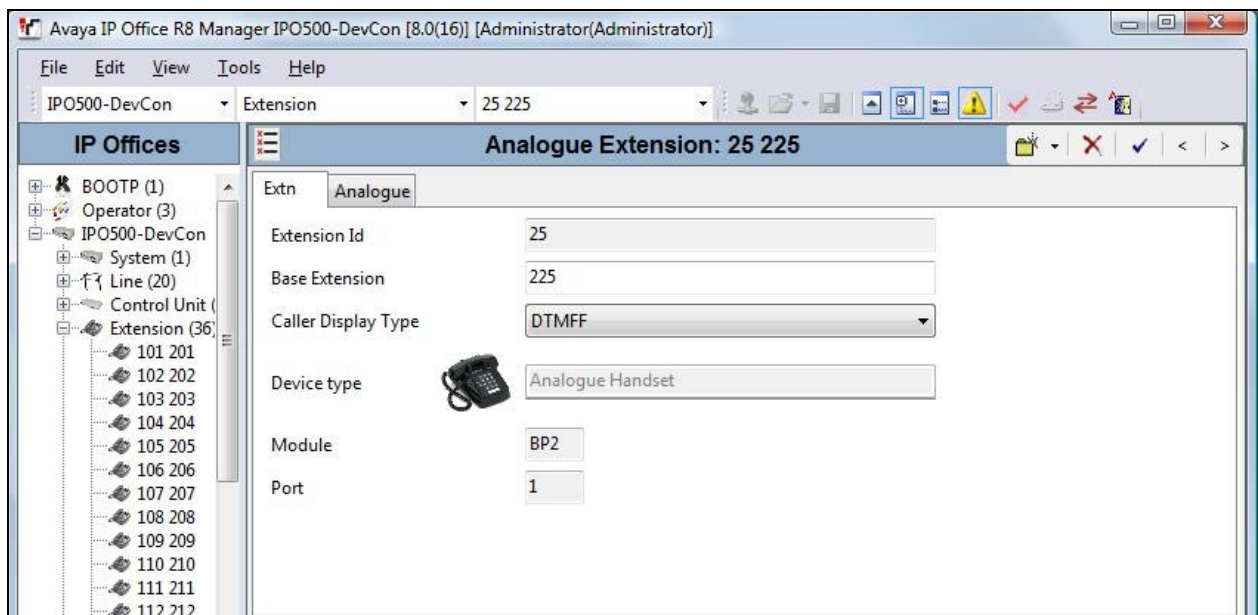 Avaya IP Office R8 Manager IPO500-DevCon [8.0(16)] [Administrator(Administrator)]
File Edit View Tools Help
IPO500-DevCon Extension 25 225
IP Offices
Analogue Extension: 25 225
BOOTP (1)
Operator (3)
IPO500-DevCon
System (1)
Line (20)
Control Unit (
Extension (36)
101 201
102 202
103 203
104 204
105 205
106 206
107 207
108 208
109 209
110 210
111 211
112 212
Extn Analogue
Extension Id 25
Base Extension 225
Caller Display Type DTMFF
Device type Analogue Handset
Module BP2
Port 1